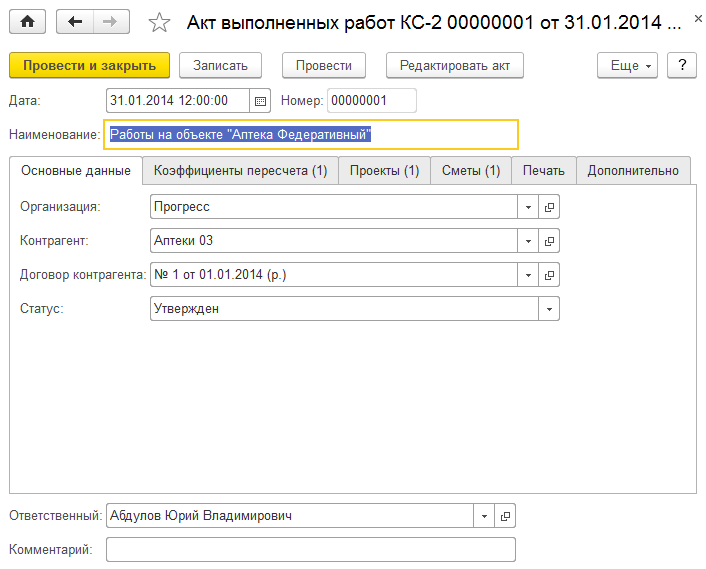 Акт выполненных работ КС-2 00000001 от 31.01.2014 ...
Провести и закрыть Записать Провести Редактировать акт Еще ?
Дата: 31.01.2014 12:00:00 Номер: 00000001
Наименование: Работы на объекте "Аптека Федеративный"
Основные данные Коэффициенты пересчета (1) Проекты (1) Сметы (1) Печать Дополнительно
Организация: Прогресс
Контрагент: Аптеки 03
Договор контрагента: № 1 от 01.01.2014 (р.)
Статус: Утвержден
Ответственный: Абдулов Юрий Владимирович
Комментарий: